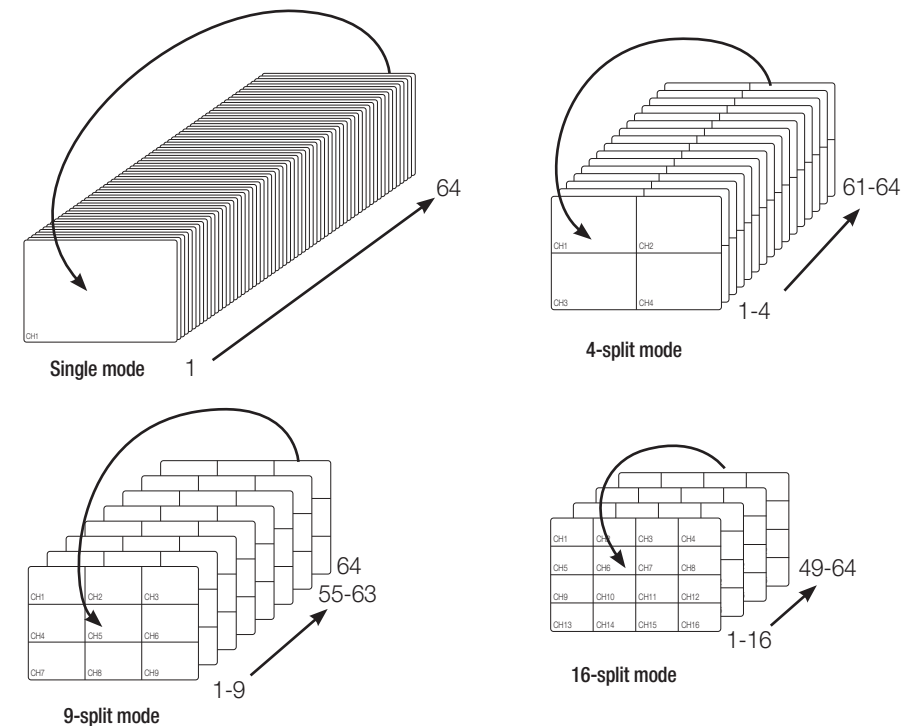 64
CH1
Single mode
1
61-64
CH1 CH2
CH3 CH4
1-4
4-split mode
64
55-63
CH1 CH2 CH3
CH4 CH5 CH6
CH7 CH8 CH9
1-9
9-split mode
49-64
CH1 CH2 CH3 CH4
CH5 CH6 CH7 CH8
CH9 CH10 CH11 CH12
CH13 CH14 CH15 CH16
1-16
16-split mode